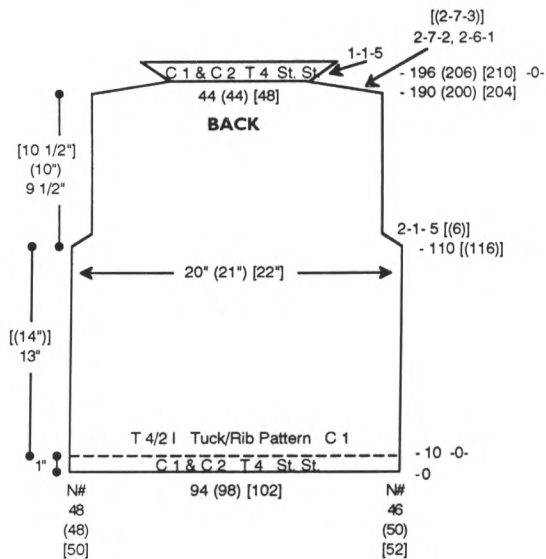 [(2-7-3)]
2-7-2, 2-6-1
1-1-5
C 1 & C 2 T 4 St. St.
- 196 (206) [210] -0-
- 190 (200) [204]
44 (44) [48]
BACK
[10 1/2"]
(10")
9 1/2"
2-1- 5 [(6)]
- 110 [(116)]
20" (21") [22"]
[(14")]
13"
T 4/2 I Tuck/Rib Pattern C 1
- 10 -0-
1"
C 1 & C 2 T 4 St. St.
-0
N#
48
(48)
[50]
94 (98) [102]
N#
46
(50)
[52]